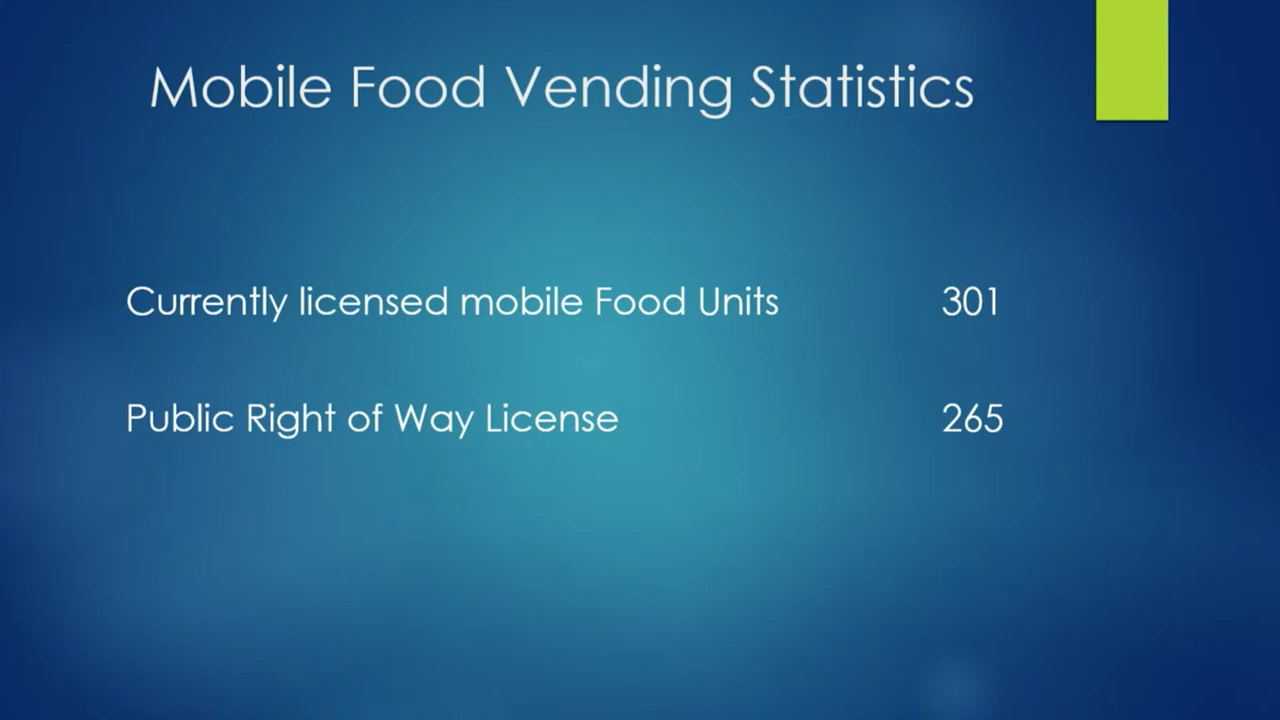 Mobile Food Vending Statistics
Currently licensed mobile Food Units 301
Public Right of Way License 265